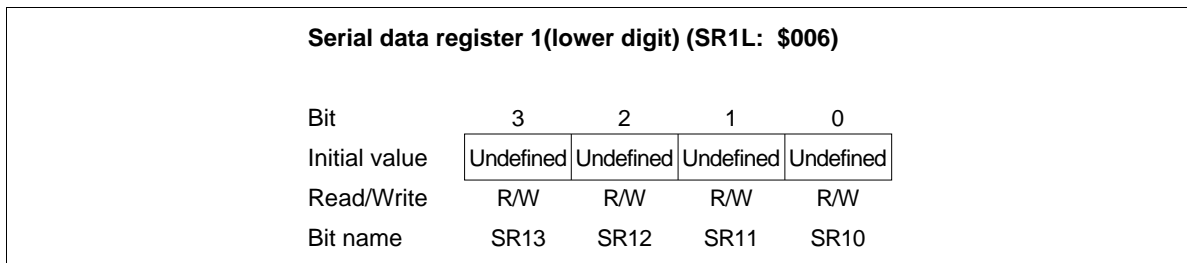 Serial data register 1(lower digit) (SR1L:  $006)
Bit 3 2 1 0
Initial value Undefined Undefined Undefined Undefined
Read/Write R/W R/W R/W R/W
Bit name SR13 SR12 SR11 SR10